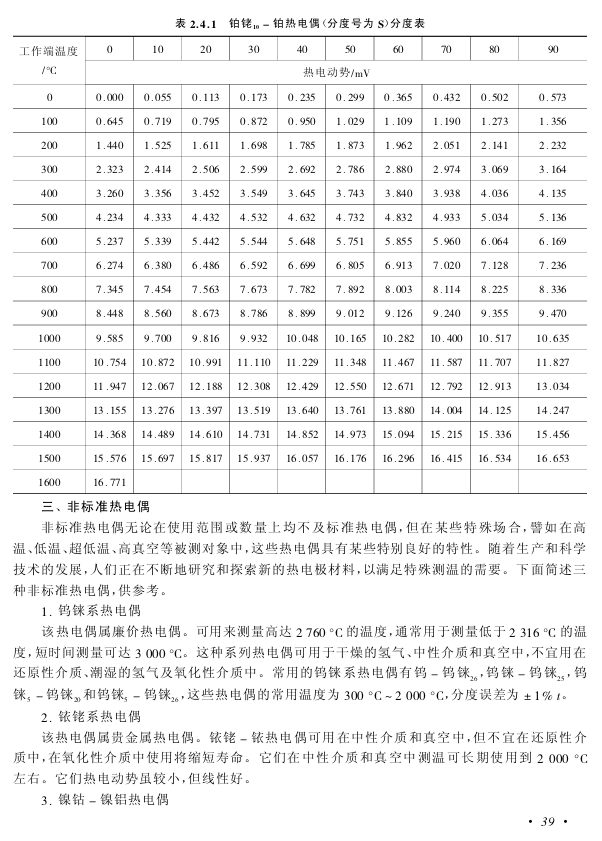 表 2.4.1 铂铑₁₀ – 铂热电偶(分度号为 S)分度表
工作端温度 0 10 20 30 40 50 60 70 80 90
/°C 热电动势/mV
0 0.000 0.055 0.113 0.173 0.235 0.299 0.365 0.432 0.502 0.573
100 0.645 0.719 0.795 0.872 0.950 1.029 1.109 1.190 1.273 1.356
200 1.440 1.525 1.611 1.698 1.785 1.873 1.962 2.051 2.141 2.232
300 2.323 2.414 2.506 2.599 2.692 2.786 2.880 2.974 3.069 3.164
400 3.260 3.356 3.452 3.549 3.645 3.743 3.840 3.938 4.036 4.135
500 4.234 4.333 4.432 4.532 4.632 4.732 4.832 4.933 5.034 5.136
600 5.237 5.339 5.442 5.544 5.648 5.751 5.855 5.960 6.064 6.169
700 6.274 6.380 6.486 6.592 6.699 6.805 6.913 7.020 7.128 7.236
800 7.345 7.454 7.563 7.673 7.782 7.892 8.003 8.114 8.225 8.336
900 8.448 8.560 8.673 8.786 8.899 9.012 9.126 9.240 9.355 9.470
1000 9.585 9.700 9.816 9.932 10.048 10.165 10.282 10.400 10.517 10.635
1100 10.754 10.872 10.991 11.110 11.229 11.348 11.467 11.587 11.707 11.827
1200 11.947 12.067 12.188 12.308 12.429 12.550 12.671 12.792 12.913 13.034
1300 13.155 13.276 13.397 13.519 13.640 13.761 13.880 14.004 14.125 14.247
1400 14.368 14.489 14.610 14.731 14.852 14.973 15.094 15.215 15.336 15.456
1500 15.576 15.697 15.817 15.937 16.057 16.176 16.296 16.415 16.534 16.653
1600 16.771
三、非标准热电偶
非标准热电偶无论在使用范围或数量上均不及标准热电偶,但在某些特殊场合,譬如在高
温、低温、超低温、高真空等被测对象中,这些热电偶具有某些特别良好的特性。随着生产和科学
技术的发展,人们正在不断地研究和探索新的热电极材料,以满足特殊测温的需要。下面简述三
种非标准热电偶,供参考。
1. 钨铼系热电偶
该热电偶属廉价热电偶。可用来测量高达 2 760 °C 的温度,通常用于测量低于 2 316 °C 的温
度,短时间测量可达 3 000 °C。这种系列热电偶可用于干燥的氢气、中性介质和真空中,不宜用在
还原性介质、潮湿的氢气及氧化性介质中。常用的钨铼系热电偶有钨 – 钨铼₂₆,钨铼 – 钨铼₂₅,钨
铼₅ – 钨铼₂₀ 和钨铼₅ – 钨铼₂₆,这些热电偶的常用温度为 300 °C ~ 2 000 °C,分度误差为 ±1% t。
2. 铱铑系热电偶
该热电偶属贵金属热电偶。铱铑 – 铱热电偶可用在中性介质和真空中,但不宜在还原性介
质中,在氧化性介质中使用将缩短寿命。它们在中性介质和真空中测温可长期使用到 2 000 °C
左右。它们热电动势虽较小,但线性好。
3. 镍钴 – 镍铝热电偶
· 39 ·